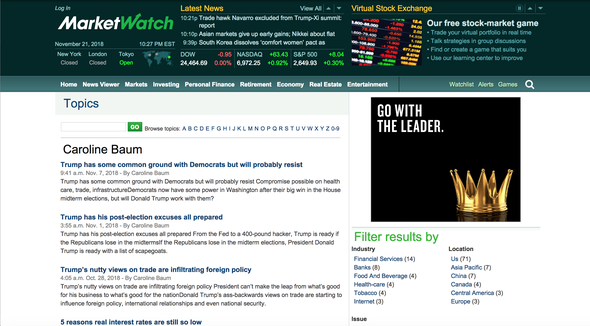 Log in
MarketWatch
November 21, 2018
10:27 PM EST
New York
London
Tokyo
Closed
Closed
Open
Latest News
View All
10:21p Trade hawk Navarro excluded from Trump-Xi summit: report
10:10p Asian markets give up early gains; Nikkei about flat
9:39p South Korea dissolves 'comfort women' pact as
DOW
-0.95
NASDAQ
+63.43
S&P 500
+8.04
24,464.69
0.00%
6,972.25
+0.92%
2,649.93
+0.30%
Virtual Stock Exchange
Our free stock-market game
• Trade your virtual portfolio in real time
• Talk strategies in group discussions
• Find or create a game that suits you
• Use our learning center to improve
Home News Viewer Markets Investing Personal Finance Retirement Economy Real Estate Entertainment
Watchlist Alerts Games
Topics
GO
Browse topics: A B C D E F G H I J K L M N O P Q R S T U V W X Y Z 0-9
Caroline Baum
Trump has some common ground with Democrats but will probably resist
9:41 a.m. Nov. 7, 2018 - By Caroline Baum
Trump has some common ground with Democrats but will probably resist Compromise possible on health
care, trade, infrastructureDemocrats now have some power in Washington after their big win in the House
midterm elections, but will Donald Trump work with them?
Trump has his post-election excuses all prepared
3:55 a.m. Nov. 1, 2018 - By Caroline Baum
Trump has his post-election excuses all prepared From the Fed to a 400-pound hacker, Trump is ready if
the Republicans lose in the midtermsIf the Republicans lose in the midterm elections, President Donald
Trump is ready with a list of scapegoats.
Trump's nutty views on trade are infiltrating foreign policy
4:05 a.m. Oct. 28, 2018 - By Caroline Baum
Trump's nutty views on trade are infiltrating foreign policy President can't make the leap from what's good
for his business to what's good for the nationDonald Trump's ass-backwards views on trade are starting to
influence foreign policy, international relationships and even national security.
5 reasons real interest rates are still so low
GO WITH
THE LEADER.
Filter results by
Industry
Financial Services (14)
Banks (8)
Food And Beverage (4)
Health-care (4)
Tobacco (4)
Internet (3)
Location
Us (71)
Asia Pacific (7)
China (7)
Canada (4)
Central America (3)
Europe (3)
Issue